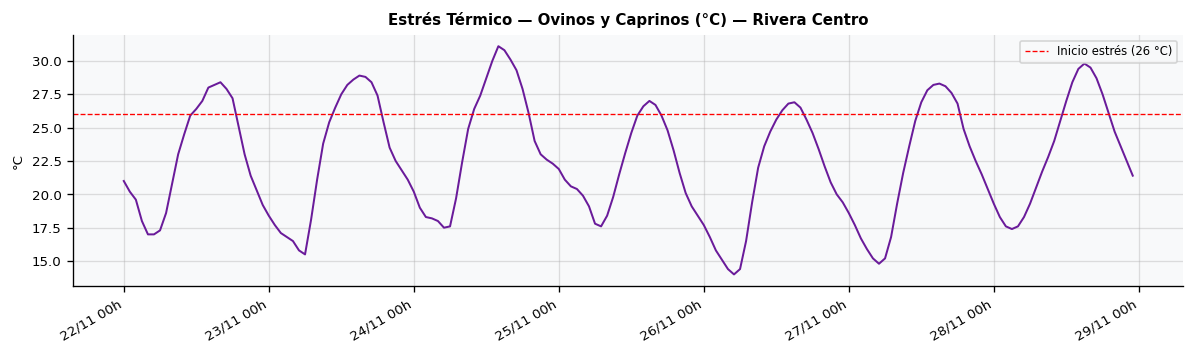 Estrés Térmico — Ovinos y Caprinos (°C) — Rivera Centro
Inicio estrés (26 °C)
°C
30.0
27.5
25.0
22.5
20.0
17.5
15.0
22/11 00h
23/11 00h
24/11 00h
25/11 00h
26/11 00h
27/11 00h
28/11 00h
29/11 00h